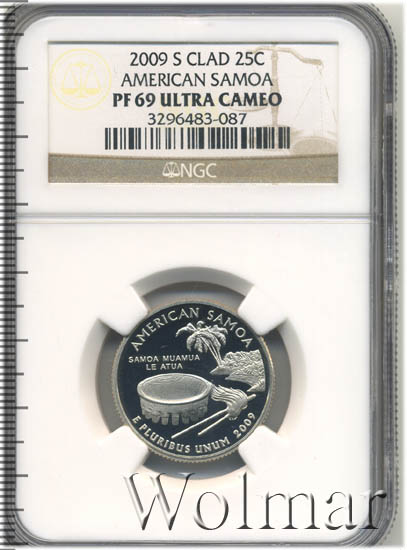 2009 S CLAD 25C
AMERICAN SAMOA
PF 69 ULTRA CAMEO
3296483-087
NGC
AMERICAN SAMOA
SAMOA MUAMUA
LE ATUA
E PLURIBUS UNUM 2009
Wolmar